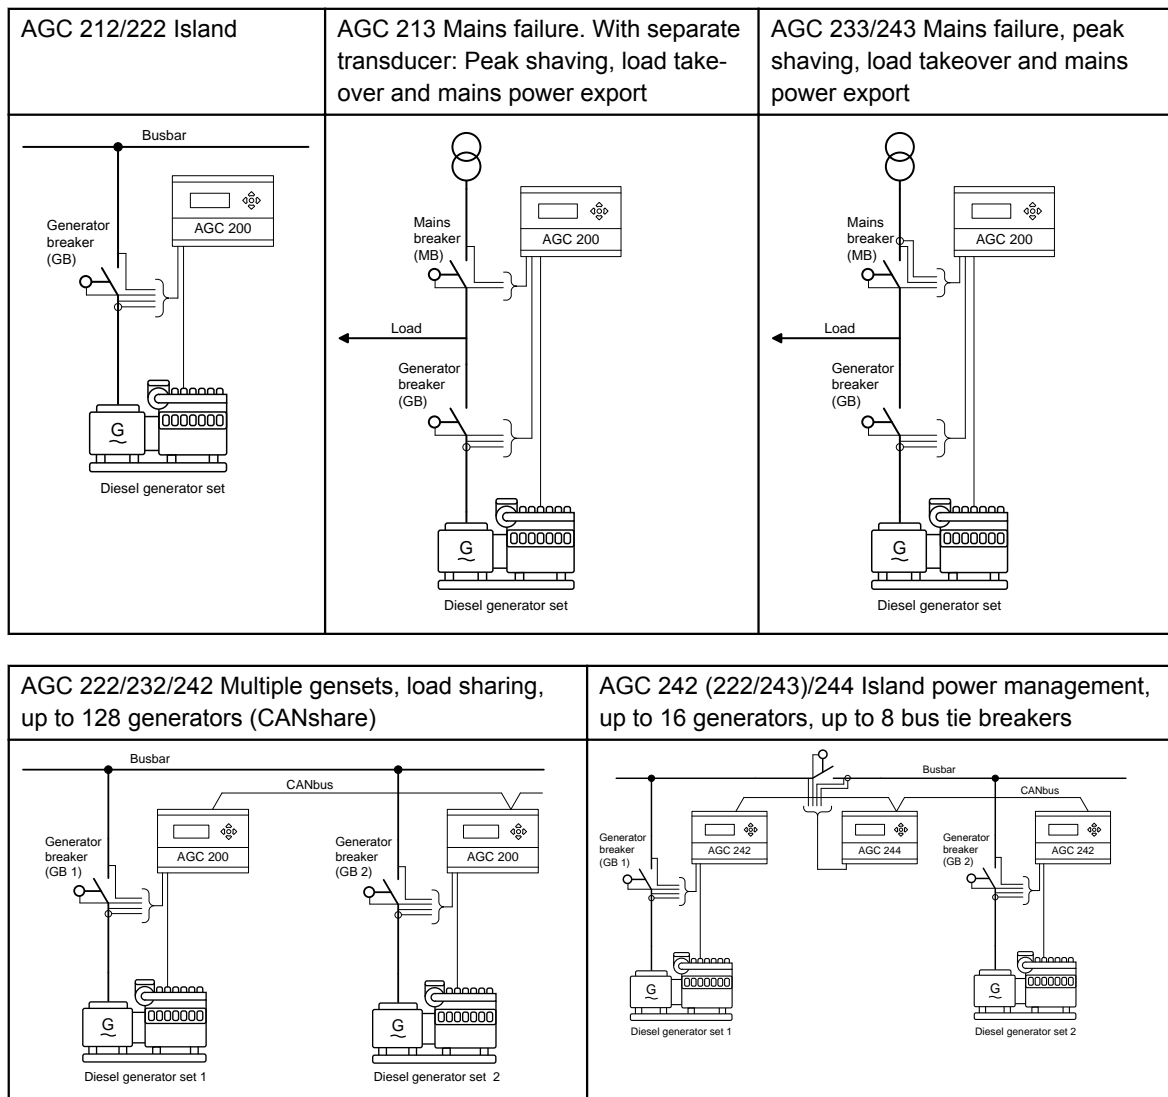 AGC 212/222 Island
AGC 213 Mains failure. With separate
transducer: Peak shaving, load take-
over and mains power export
AGC 233/243 Mains failure, peak
shaving, load takeover and mains
power export
Busbar
Generator
breaker
(GB)
AGC 200
G
Diesel generator set
Mains
breaker
(MB)
AGC 200
Load
Generator
breaker
(GB)
G
Diesel generator set
Mains
breaker
(MB)
AGC 200
Load
Generator
breaker
(GB)
G
Diesel generator set
AGC 222/232/242 Multiple gensets, load sharing,
up to 128 generators (CANshare)
AGC 242 (222/243)/244 Island power management,
up to 16 generators, up to 8 bus tie breakers
Busbar
CANbus
Generator
breaker
(GB 1)
AGC 200
Generator
breaker
(GB 2)
AGC 200
G
Diesel generator set 1
G
Diesel generator set 2
Busbar
CANbus
Generator
breaker
(GB 1)
AGC 242
AGC 244
Generator
breaker
(GB 2)
AGC 242
G
Diesel generator set 1
G
Diesel generator set 2